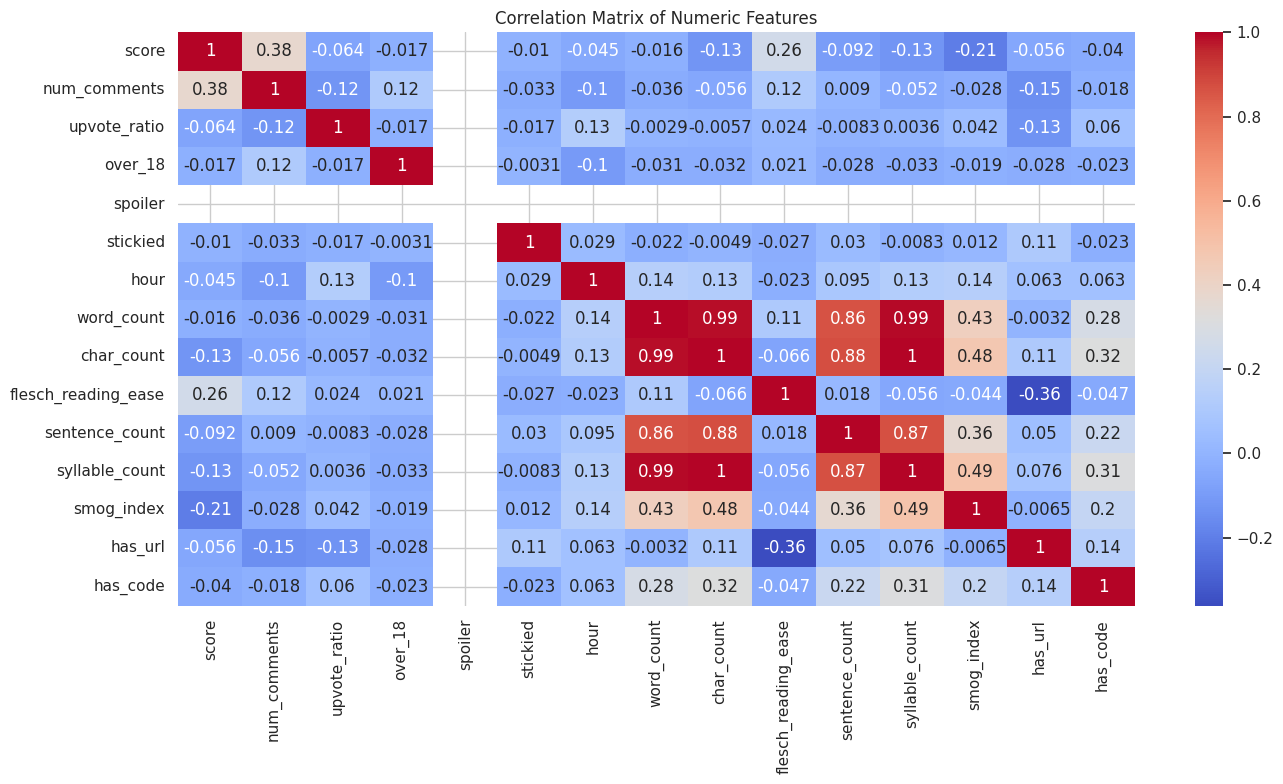 Correlation Matrix of Numeric Features
score 1 0.38 -0.064 -0.017 -0.01 -0.045 -0.016 -0.13 0.26 -0.092 -0.13 -0.21 -0.056 -0.04
num_comments 0.38 1 -0.12 0.12 -0.033 -0.1 -0.036 -0.056 0.12 0.009 -0.052 -0.028 -0.15 -0.018
upvote_ratio -0.064 -0.12 1 -0.017 -0.017 0.13 -0.0029 -0.0057 0.024 -0.0083 0.0036 0.042 -0.13 0.06
over_18 -0.017 0.12 -0.017 1 -0.0031 -0.1 -0.031 -0.032 0.021 -0.028 -0.033 -0.019 -0.028 -0.023
spoiler
stickied -0.01 -0.033 -0.017 -0.0031 1 0.029 -0.022 -0.0049 -0.027 0.03 -0.0083 0.012 0.11 -0.023
hour -0.045 -0.1 0.13 -0.1 0.029 1 0.14 0.13 -0.023 0.095 0.13 0.14 0.063 0.063
word_count -0.016 -0.036 -0.0029 -0.031 -0.022 0.14 1 0.99 0.11 0.86 0.99 0.43 -0.0032 0.28
char_count -0.13 -0.056 -0.0057 -0.032 -0.0049 0.13 0.99 1 -0.066 0.88 1 0.48 0.11 0.32
flesch_reading_ease 0.26 0.12 0.024 0.021 -0.027 -0.023 0.11 -0.066 1 0.018 -0.056 -0.044 -0.36 -0.047
sentence_count -0.092 0.009 -0.0083 -0.028 0.03 0.095 0.86 0.88 0.018 1 0.87 0.36 0.05 0.22
syllable_count -0.13 -0.052 0.0036 -0.033 -0.0083 0.13 0.99 1 -0.056 0.87 1 0.49 0.076 0.31
smog_index -0.21 -0.028 0.042 -0.019 0.012 0.14 0.43 0.48 -0.044 0.36 0.49 1 -0.0065 0.2
has_url -0.056 -0.15 -0.13 -0.028 0.11 0.063 -0.0032 0.11 -0.36 0.05 0.076 -0.0065 1 0.14
has_code -0.04 -0.018 0.06 -0.023 -0.023 0.063 0.28 0.32 -0.047 0.22 0.31 0.2 0.14 1
score
num_comments
upvote_ratio
over_18
spoiler
stickied
hour
word_count
char_count
flesch_reading_ease
sentence_count
syllable_count
smog_index
has_url
has_code
1.0
0.8
0.6
0.4
0.2
0.0
−0.2